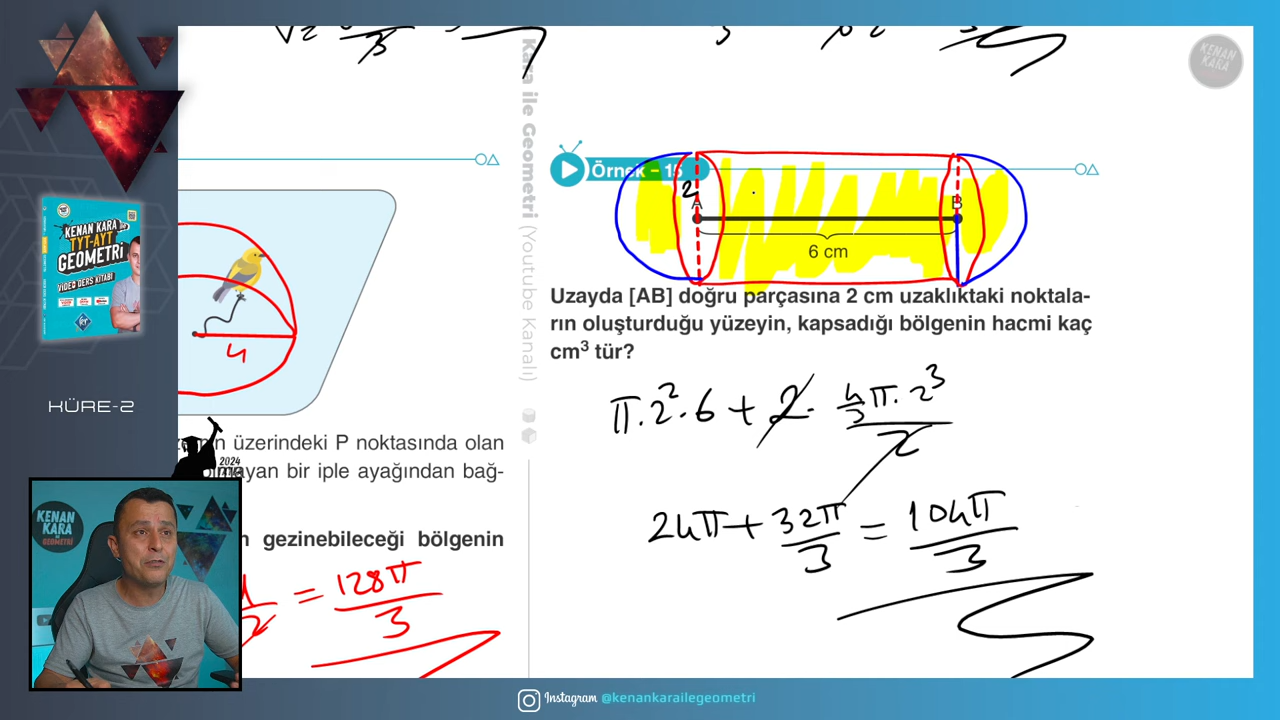 KENAN KARA
KENAN KARA
TYT-AYT
GEOMETRİ
VİDEO DERS KİTABI
KÜRE-2
KENAN
KARA
GEOMETRİ
4
zemin üzerindeki P noktasında olan
olmayan bir iple ayağından bağ-
2024
gezinebileceği bölgenin
= 128π/3
Kara ile Geometri (Youtube Kanalı)
Örnek – 15
2
A
B
6 cm
Uzayda [AB] doğru parçasına 2 cm uzaklıktaki noktala-
rın oluşturduğu yüzeyin, kapsadığı bölgenin hacmi kaç
cm³ tür?
π.2².6 + 2. 4/3 π.2³ / 2
24π + 32π/3 = 104π/3
Instagram @kenankarailegeometri